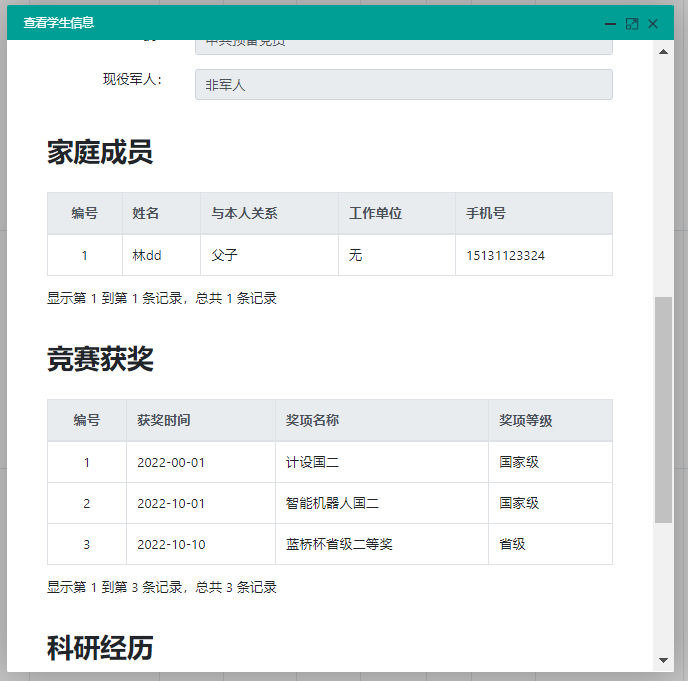 查看学生信息
中共预备党员
现役军人：
非军人
家庭成员
编号 姓名 与本人关系 工作单位 手机号
1 林dd 父子 无 15131123324
显示第 1 到第 1 条记录，总共 1 条记录
竞赛获奖
编号 获奖时间 奖项名称 奖项等级
1 2022-00-01 计设国二 国家级
2 2022-10-01 智能机器人国二 国家级
3 2022-10-10 蓝桥杯省级二等奖 省级
显示第 1 到第 3 条记录，总共 3 条记录
科研经历